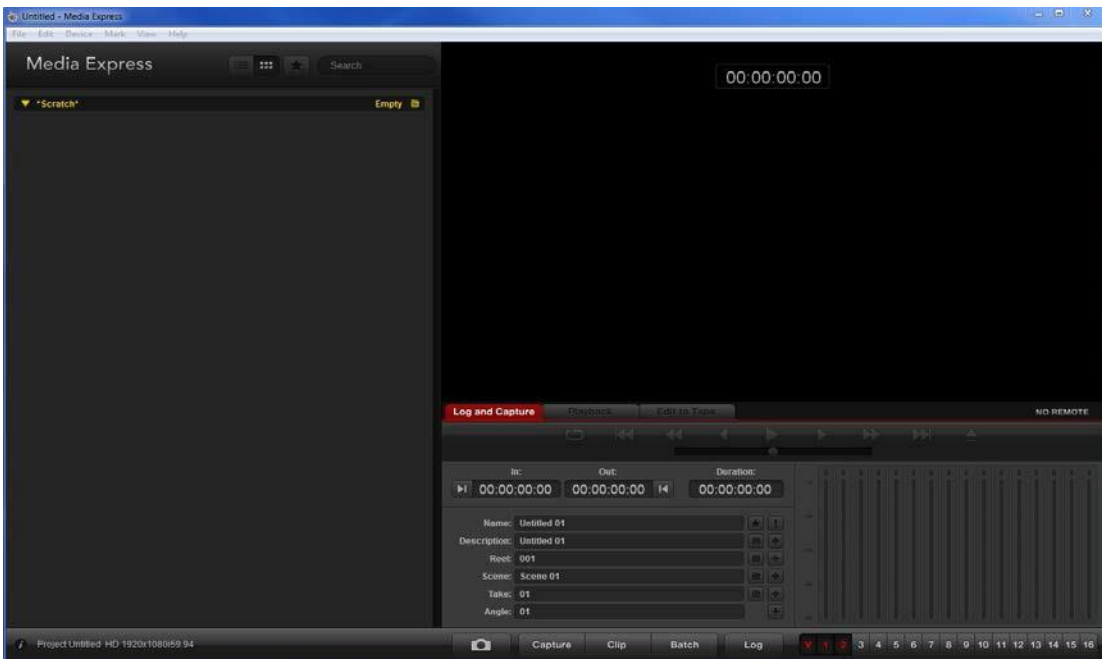 Untitled - Media Express
File Edit Device Mark View Help
Media Express
Search
*Scratch* Empty
00:00:00:00
Log and Capture Playback Edit to Tape NO REMOTE
In: Out: Duration:
00:00:00:00 00:00:00:00 00:00:00:00
Name: Untitled 01
Description: Untitled 01
Reel: 001
Scene: Scene 01
Take: 01
Angle: 01
Project:Untitled HD 1920x1080i59.94
Capture Clip Batch Log V 1 2 3 4 5 6 7 8 9 10 11 12 13 14 15 16